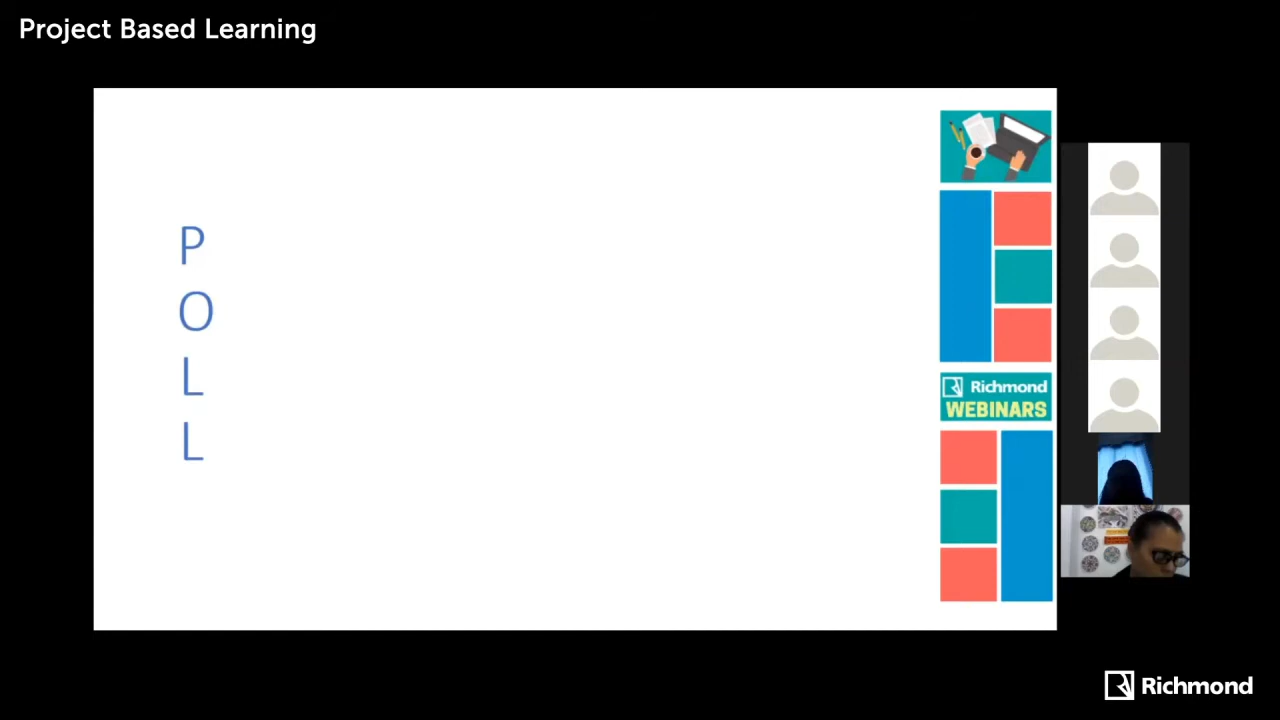 Project Based Learning
P
O
L
L
Richmond
WEBINARS
Richmond